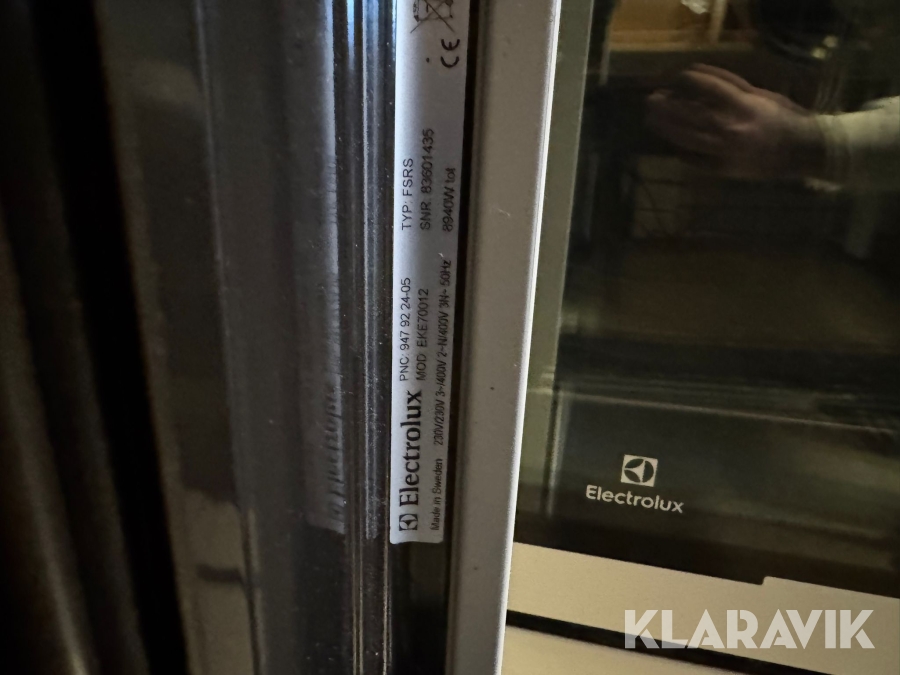 Electrolux PNC: 947 92 24-05 TYP: FSRS
MOD: EKE70012 SNR. 83601435
Made in Sweden 230V/230V 3~/400V 2~N/400V 3N~ 50Hz 8940W tot
CE
Electrolux
KLARAVIK